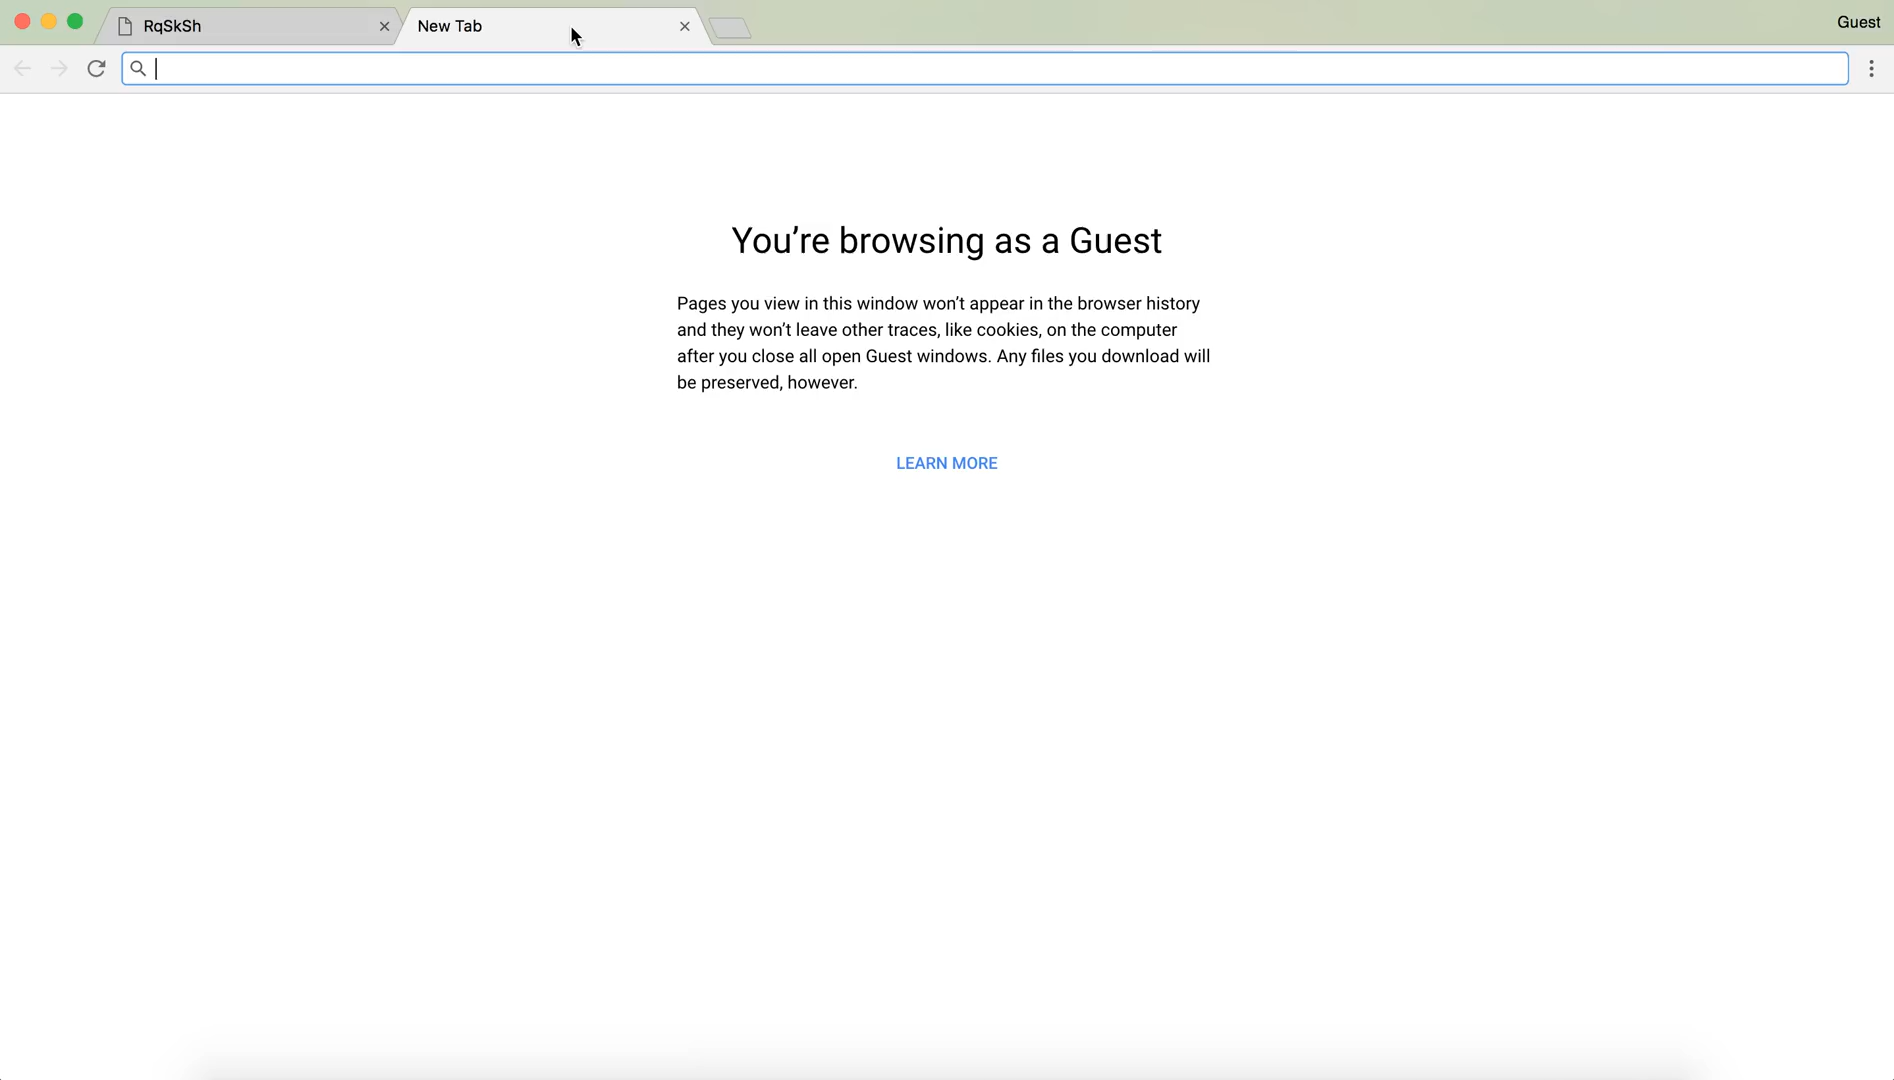 RqSkSh
New Tab
Guest
You’re browsing as a Guest
Pages you view in this window won’t appear in the browser history
and they won’t leave other traces, like cookies, on the computer
after you close all open Guest windows. Any files you download will
be preserved, however.
LEARN MORE